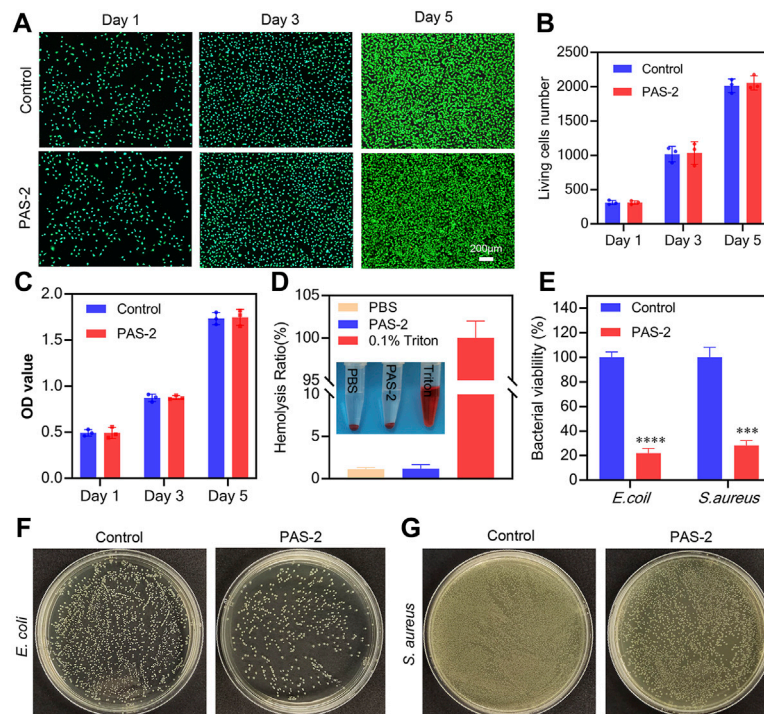 A
Day 1
Day 3
Day 5
Control
PAS-2
200μm
B
Living cells number
2500
2000
1500
1000
500
0
Control
PAS-2
Day 1
Day 3
Day 5
C
OD value
2.0
1.5
1.0
0.5
0.0
Control
PAS-2
Day 1
Day 3
Day 5
D
Hemolysis Ratio(%)
105
100
95
10
5
0
PBS
PAS-2
0.1% Triton
PBS
PAS-2
Triton
E
Bacterial viability (%)
140
120
100
80
60
40
20
0
Control
PAS-2
****
***
E.coil
S.aureus
F
Control
PAS-2
E. coli
G
Control
PAS-2
S. aureus